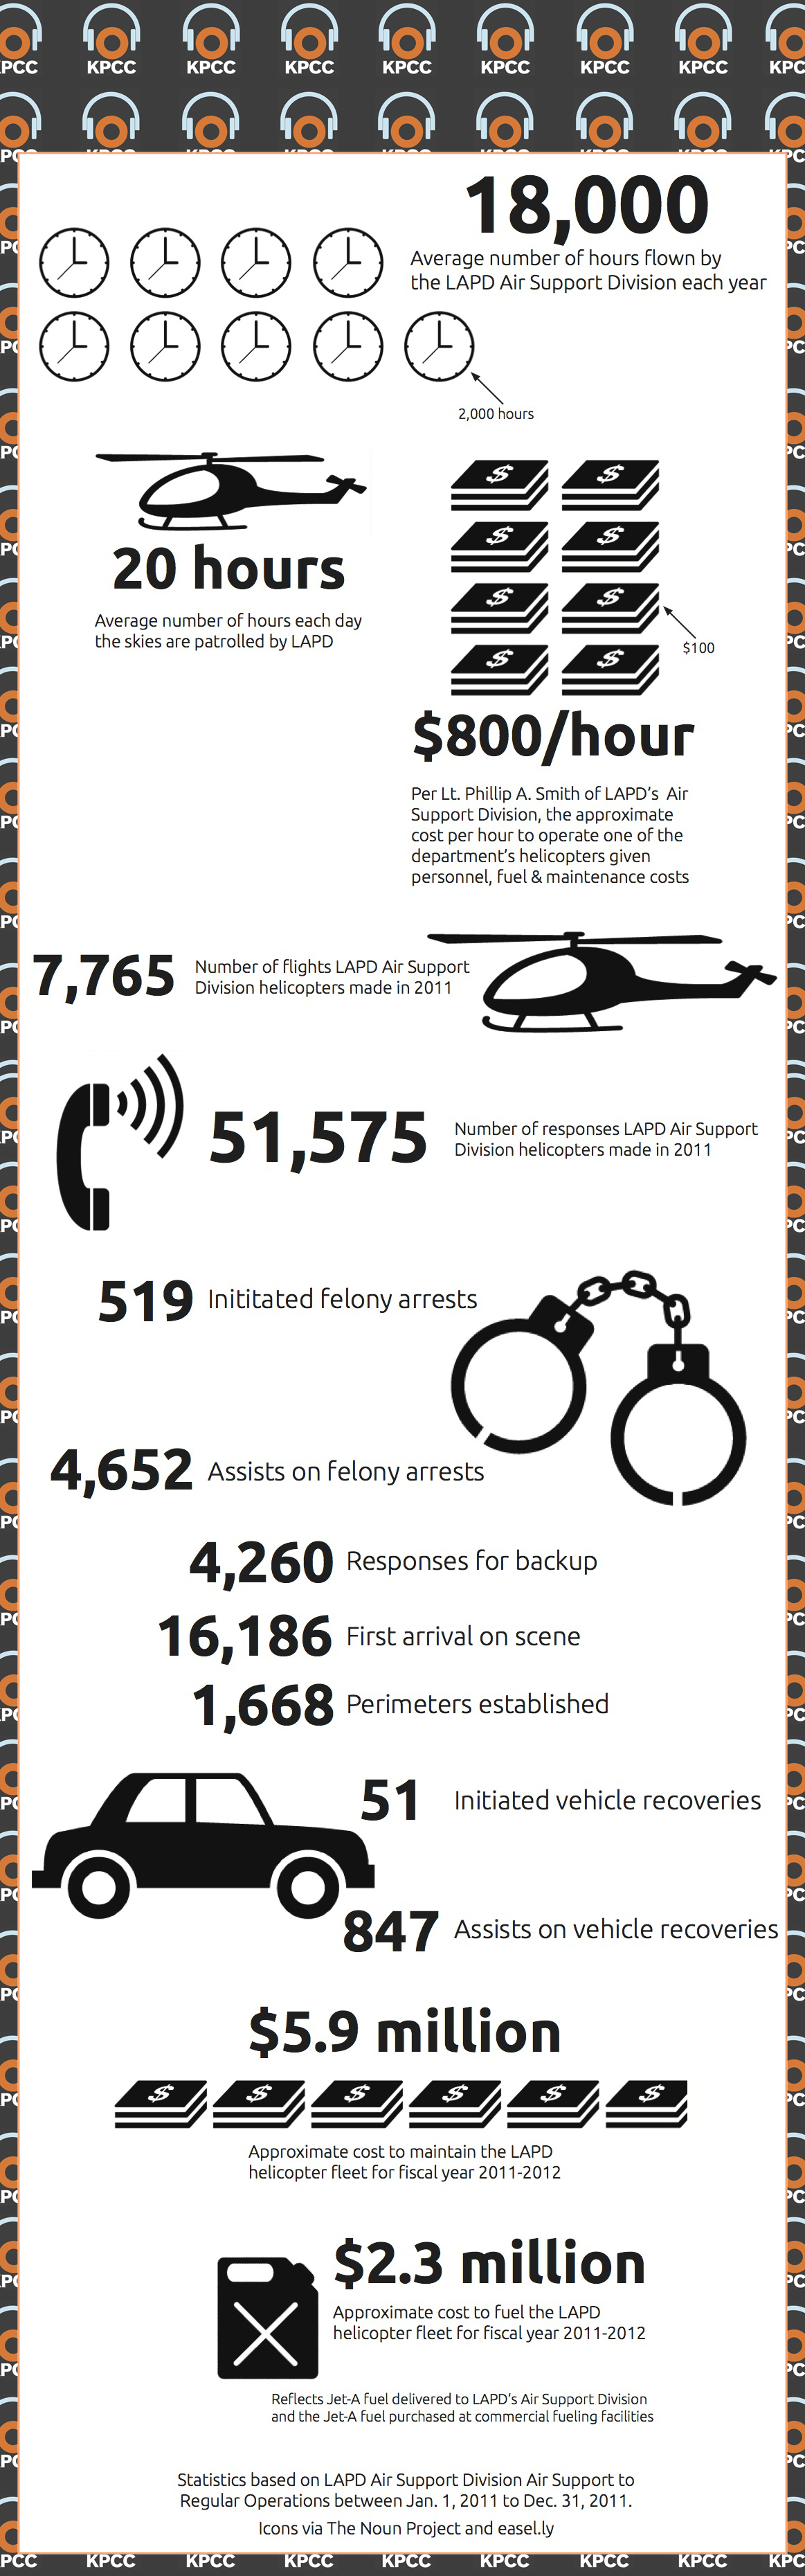 PCC KPCC KPCC KPCC KPCC KPCC KPCC KPCC KPC
18,000
Average number of hours flown by
the LAPD Air Support Division each year
2,000 hours
20 hours
Average number of hours each day
the skies are patrolled by LAPD
$100
$800/hour
Per Lt. Phillip A. Smith of LAPD's Air
Support Division, the approximate
cost per hour to operate one of the
department's helicopters given
personnel, fuel & maintenance costs
7,765
Number of flights LAPD Air Support
Division helicopters made in 2011
51,575
Number of responses LAPD Air Support
Division helicopters made in 2011
519 Inititated felony arrests
4,652 Assists on felony arrests
4,260 Responses for backup
16,186 First arrival on scene
1,668 Perimeters established
51 Initiated vehicle recoveries
847 Assists on vehicle recoveries
$5.9 million
Approximate cost to maintain the LAPD
helicopter fleet for fiscal year 2011-2012
$2.3 million
Approximate cost to fuel the LAPD
helicopter fleet for fiscal year 2011-2012
Reflects Jet-A fuel delivered to LAPD's Air Support Division
and the Jet-A fuel purchased at commercial fueling facilities
Statistics based on LAPD Air Support Division Air Support to
Regular Operations between Jan. 1, 2011 to Dec. 31, 2011.
Icons via The Noun Project and easel.ly
PCC KPCC KPCC KPCC KPCC KPCC KPCC KPCC KPC